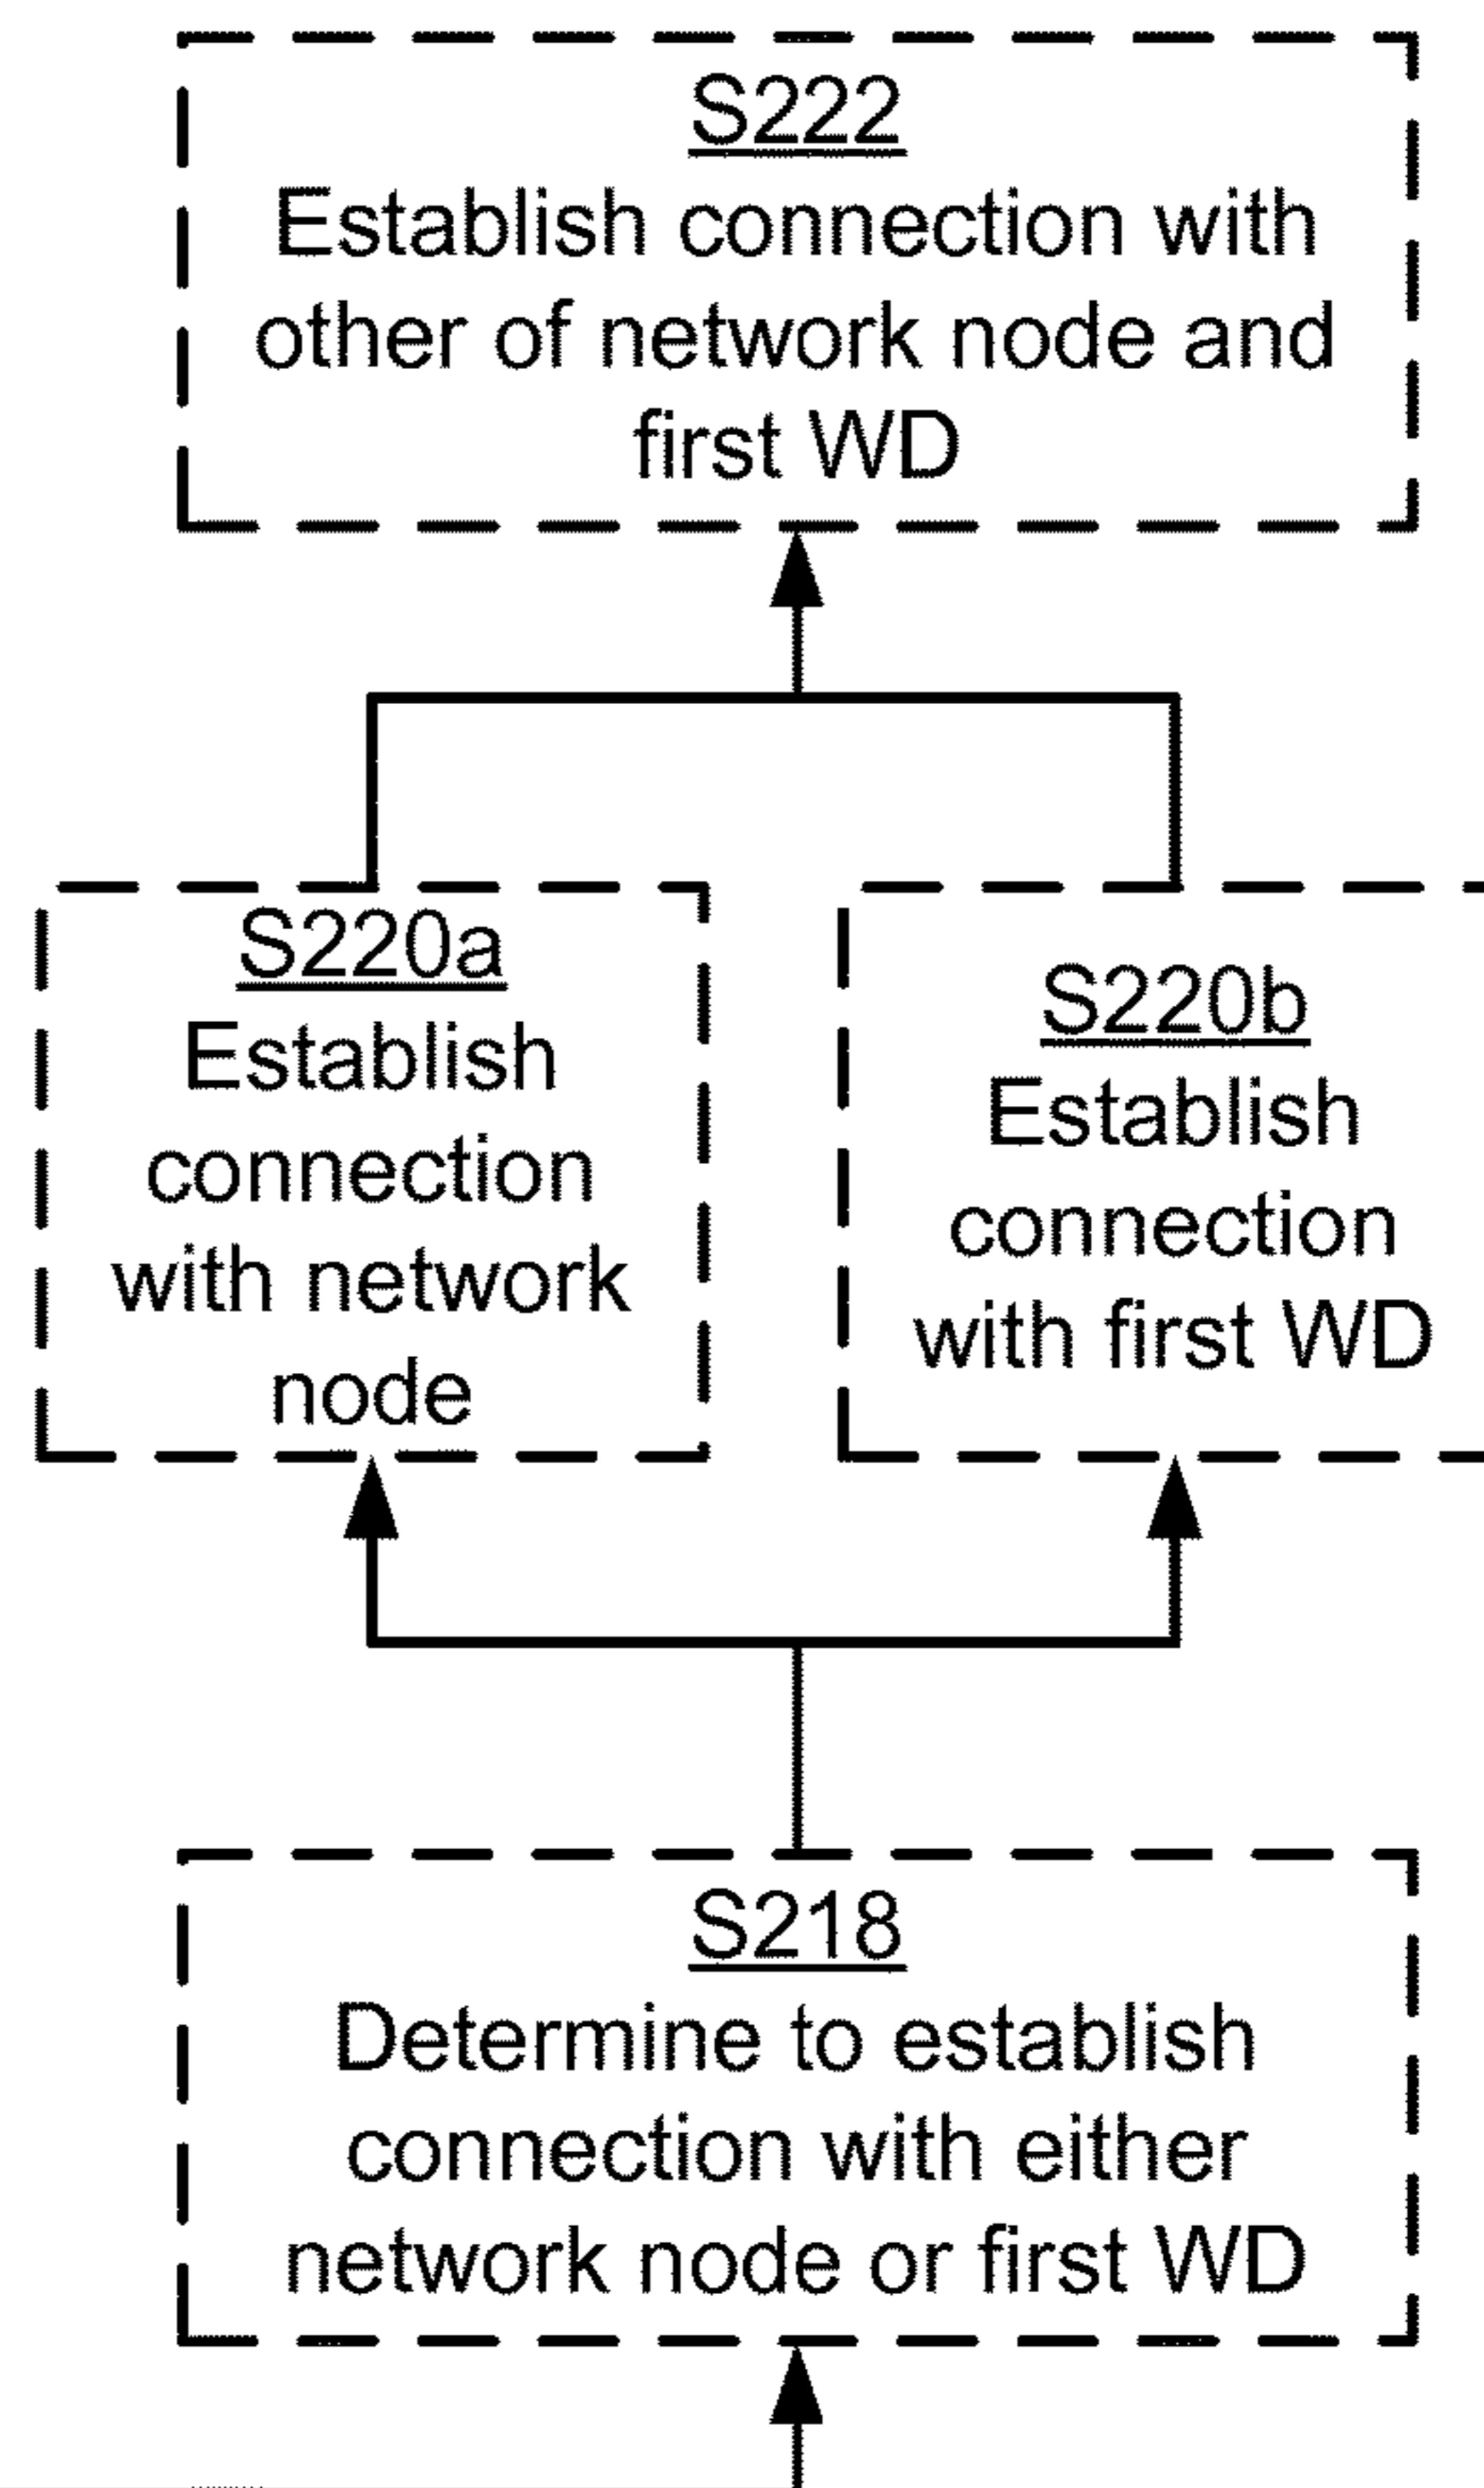 S222
Establish connection with
other of network node and
first WD
S220a
Establish
connection
with network
node
S220b
Establish
connection
with first WD
S218
Determine to establish
connection with either
network node or first WD